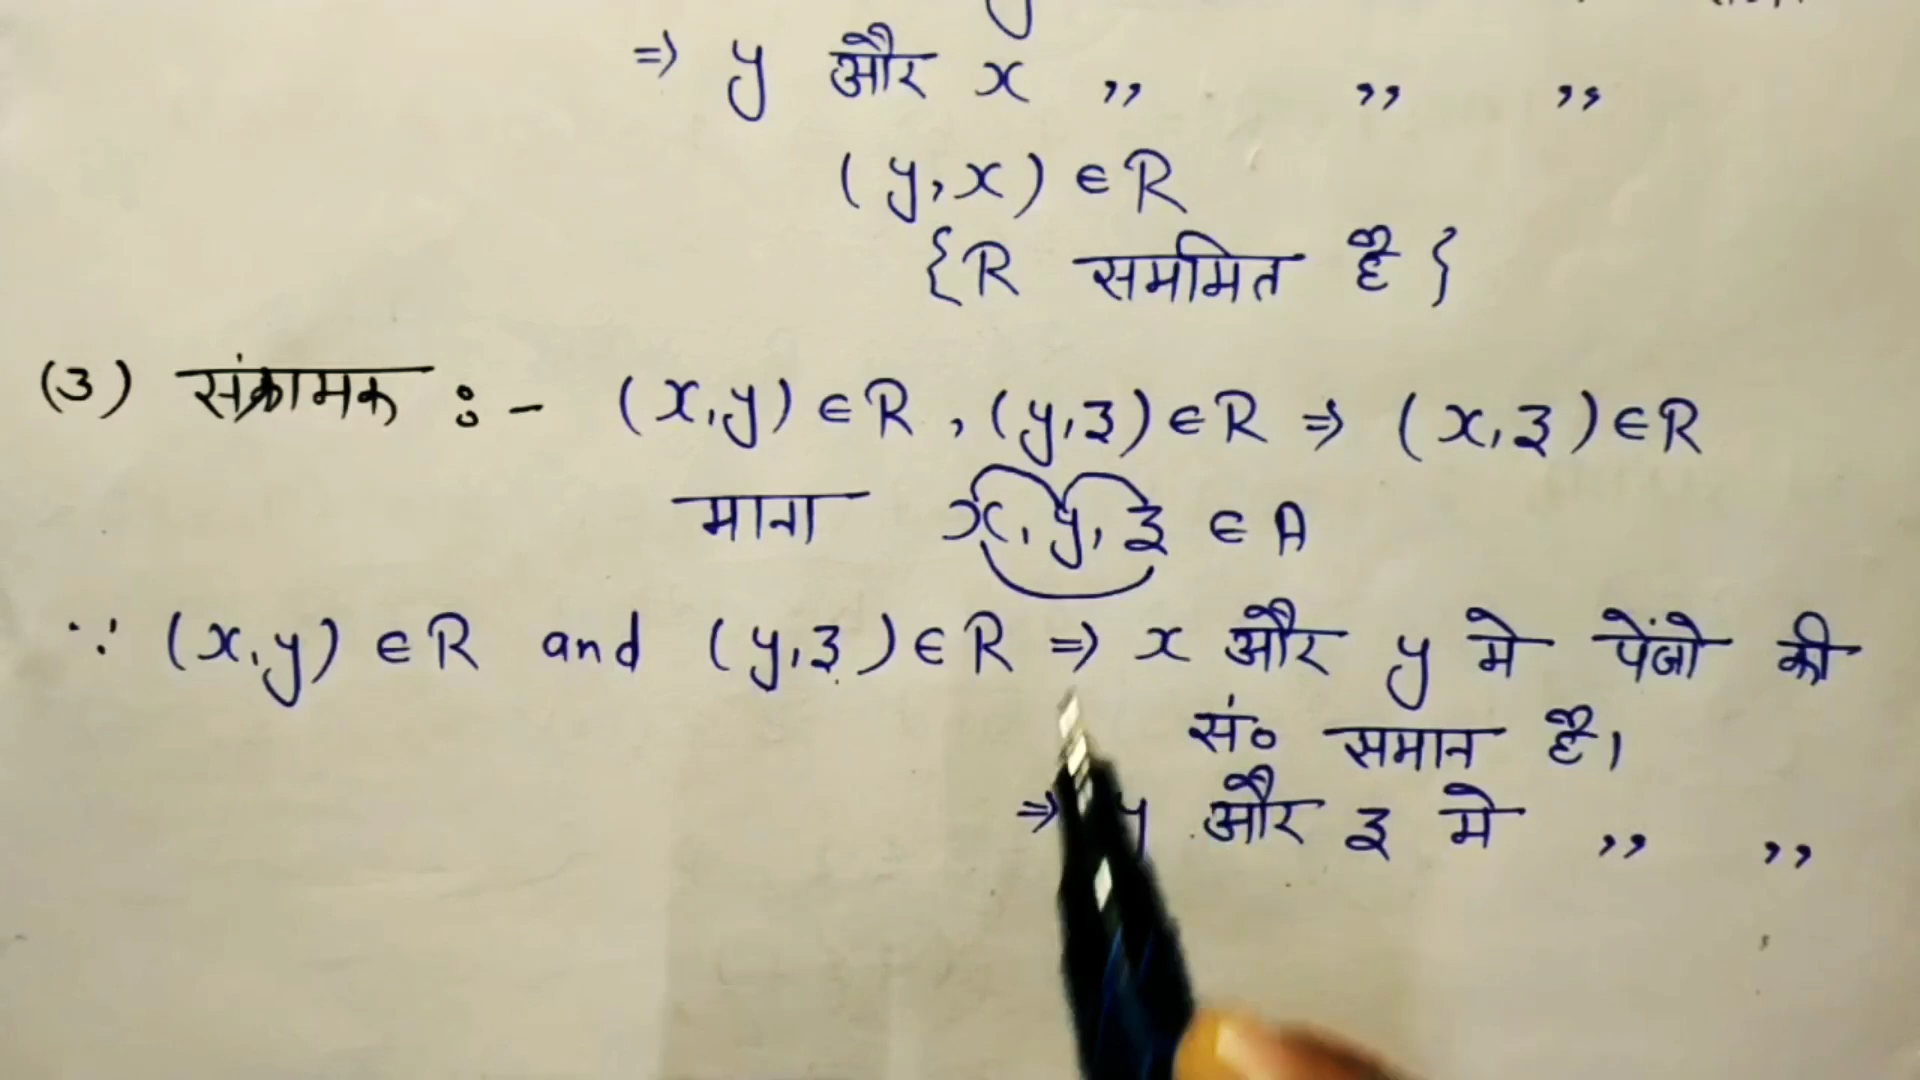 ⇒ y और x ,, ,, ,,
(y,x) ∈ R
{R सममित है}
(3) संक्रामक :- (x,y) ∈ R , (y,z) ∈ R ⇒ (x,z) ∈ R
माना x,y,z ∈ A
∵ (x,y) ∈ R and (y,z) ∈ R ⇒ x और y मे पेंजो की
सं० समान है।
⇒ y और z मे ,, ,,